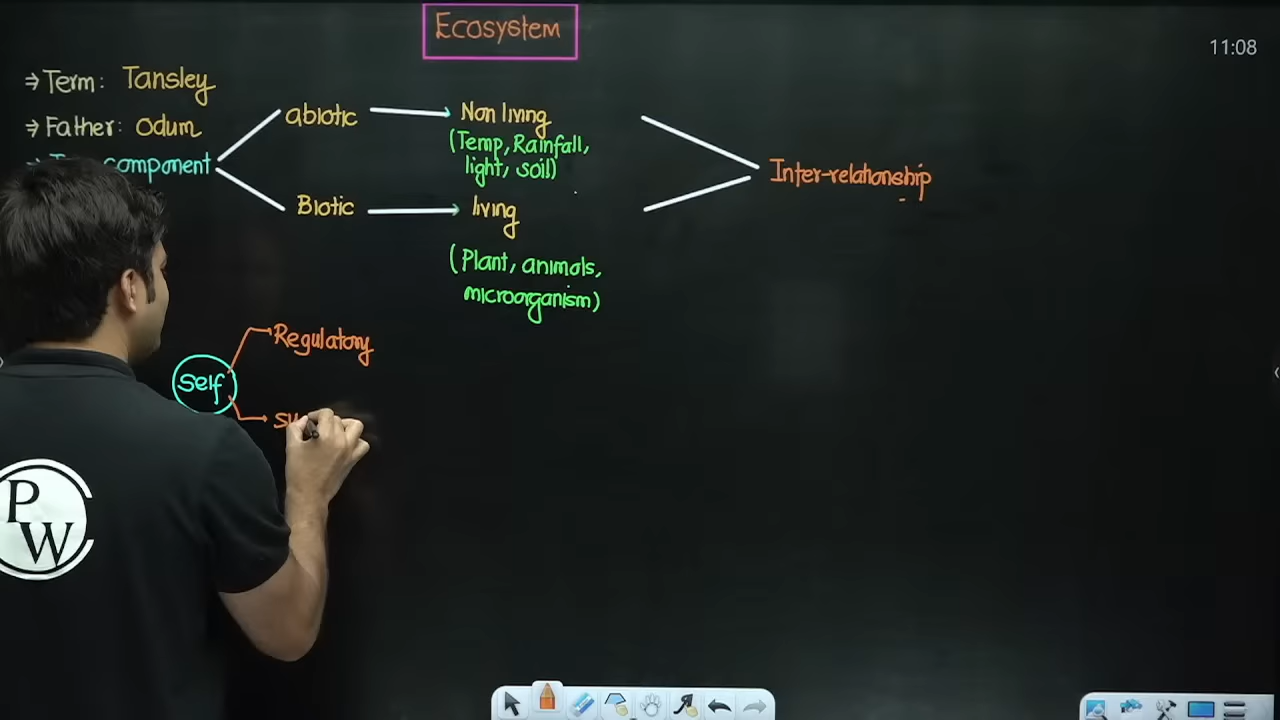 Ecosystem
11:08
⇒ Term: Tansley
⇒ Father: Odum
component
abiotic
Non living
(Temp, Rainfall,
light, soil)
Biotic
living
(Plant, animals,
microorganism)
Inter-relationship
Self
Regulatory
P
W